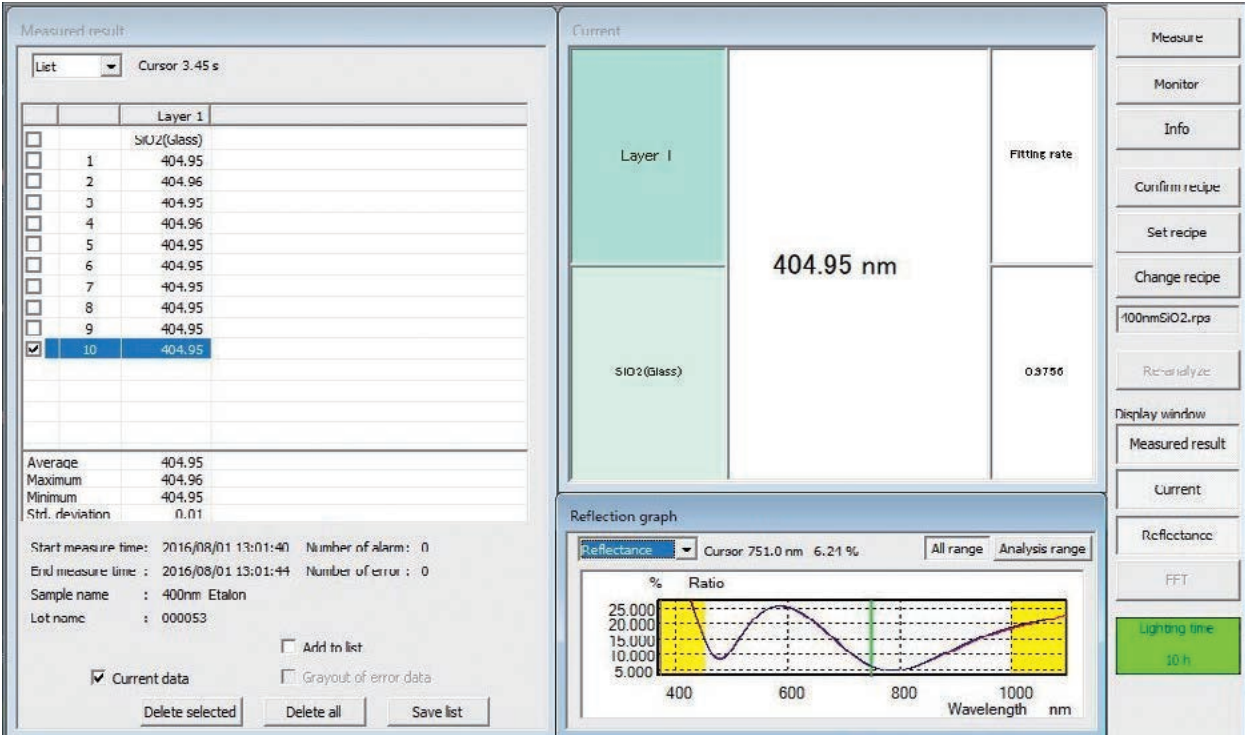 Measured result
List Cursor 3.45 s
Layer 1
SiO2(Glass)
1 404.95
2 404.96
3 404.95
4 404.96
5 404.95
6 404.95
7 404.95
8 404.95
9 404.95
10 404.95
Average 404.95
Maximum 404.96
Minimum 404.95
Std. deviation 0.01
Start measure time: 2016/08/01 13:01:40 Number of alarm: 0
End measure time : 2016/08/01 13:01:44 Number of error : 0
Sample name : 400nm Etalon
Lot name : 000053
Add to list
Current data Grayout of error data
Delete selected Delete all Save list
Current
Layer 1
Fitting rate
404.95 nm
SiO2(Glass)
0.9756
Reflection graph
Reflectance Cursor 751.0 nm 6.21 % All range Analysis range
% Ratio
25.000
20.000
15.000
10.000
5.000
400 600 800 1000
Wavelength nm
Measure
Monitor
Info
Confirm recipe
Set recipe
Change recipe
400nmSiO2.rps
Re-analyze
Display window
Measured result
Current
Reflectance
FFT
Lighting time
10 h